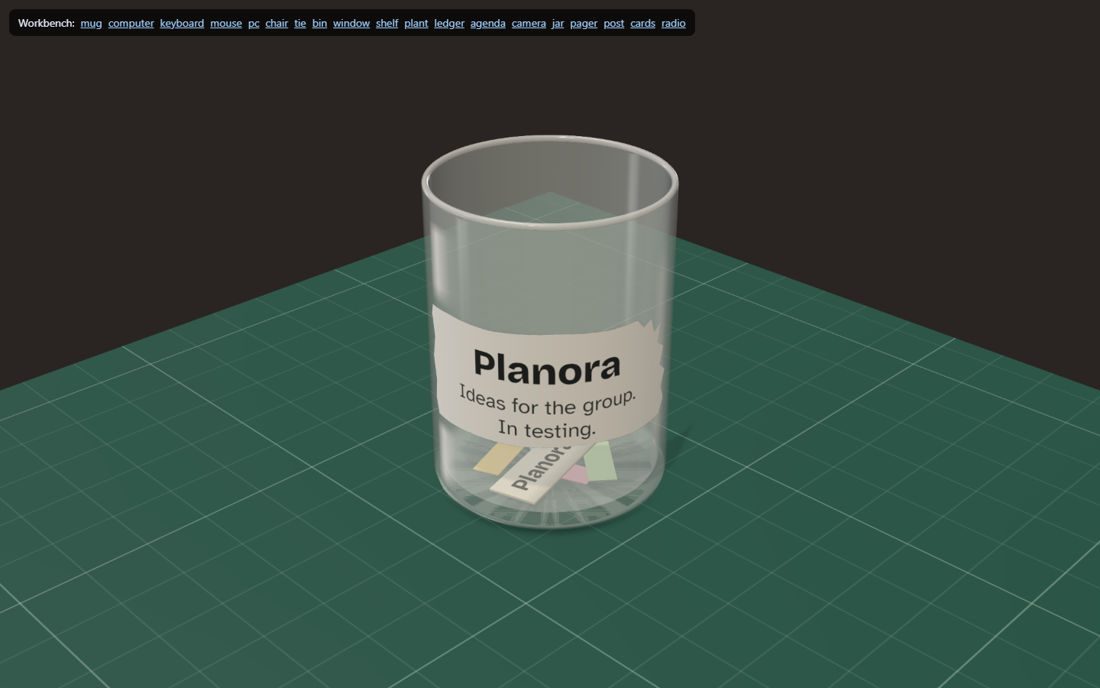 Workbench: mug computer keyboard mouse pc chair tie bin window shelf plant ledger agenda camera jar pager post cards radio
Planora
Ideas for the group.
In testing.
Planora